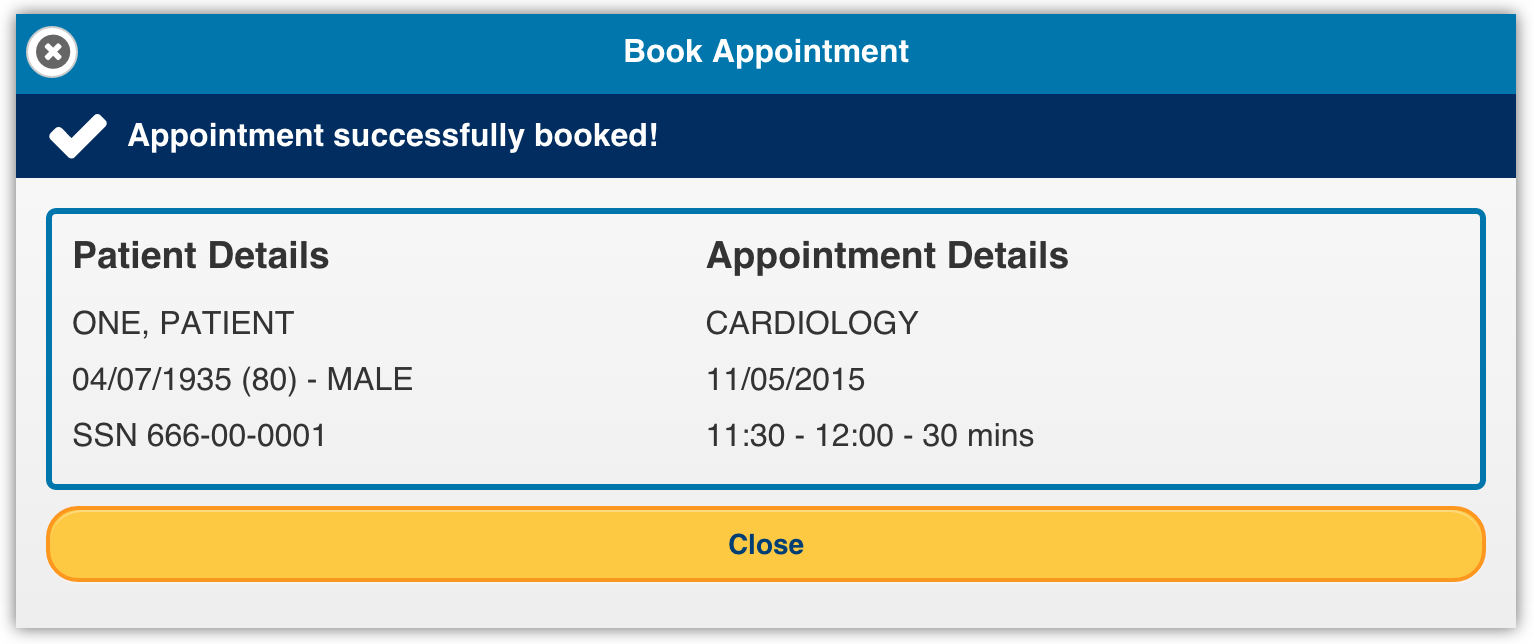 Book Appointment
Appointment successfully booked!
Patient Details
ONE, PATIENT
04/07/1935 (80) - MALE
SSN 666-00-0001
Appointment Details
CARDIOLOGY
11/05/2015
11:30 - 12:00 - 30 mins
Close